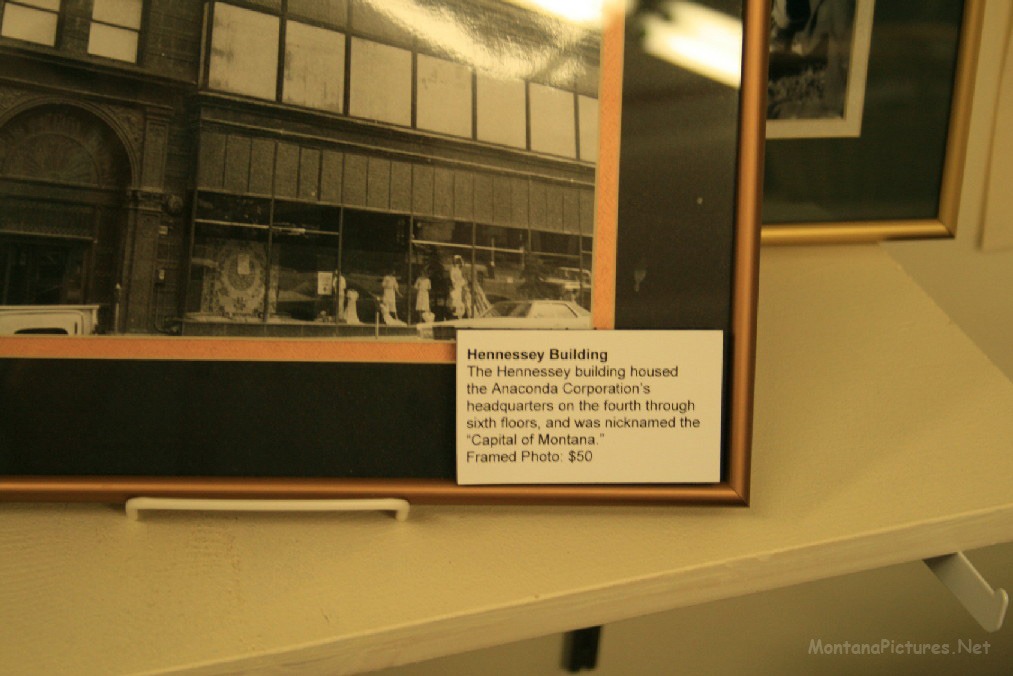 Hennessey Building
The Hennessey building housed
the Anaconda Corporation's
headquarters on the fourth through
sixth floors, and was nicknamed the
"Capital of Montana."
Framed Photo: $50
MontanaPictures.Net